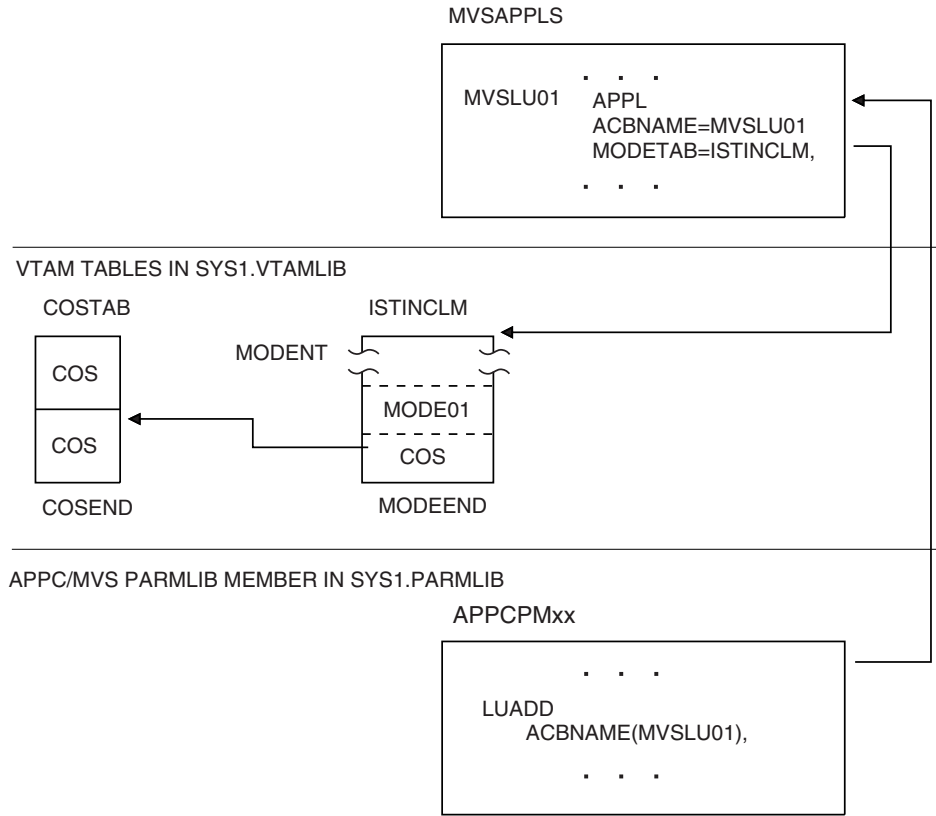 MVSAPPLS
. . .
MVSLU01 APPL
ACBNAME=MVSLU01
MODETAB=ISTINCLM,
. . .
VTAM TABLES IN SYS1.VTAMLIB
COSTAB ISTINCLM
MODENT
COS
MODE01
COS
COS
COSEND MODEEND
APPC/MVS PARMLIB MEMBER IN SYS1.PARMLIB
APPCPMxx
. . .
LUADD
ACBNAME(MVSLU01),
. . .